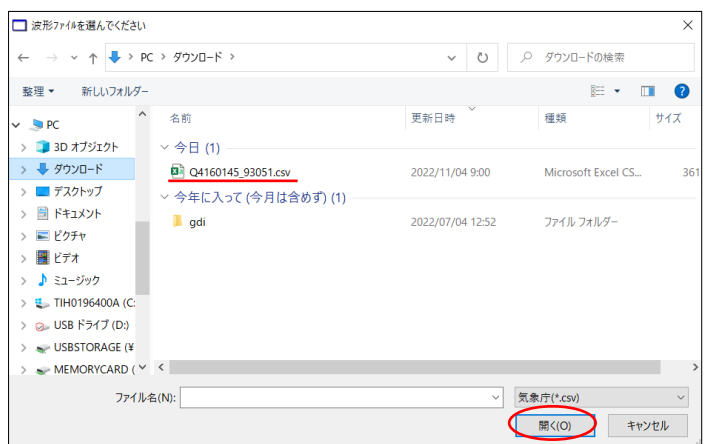 波形ファイルを選んでください
PC > ダウンロード >
ダウンロードの検索
整理 新しいフォルダー
名前 更新日時 種類 サイズ
PC
3D オブジェクト
ダウンロード
デスクトップ
ドキュメント
ピクチャ
ビデオ
ミュージック
TIH0196400A (C:
USB ドライブ (D:)
USBSTORAGE (¥
MEMORYCARD (
今日 (1)
Q4160145_93051.csv 2022/11/04 9:00 Microsoft Excel CS... 361
今年に入って (今月は含めず) (1)
gdi 2022/07/04 12:52 ファイル フォルダー
ファイル名(N): 気象庁(*.csv)
開く(O) キャンセル